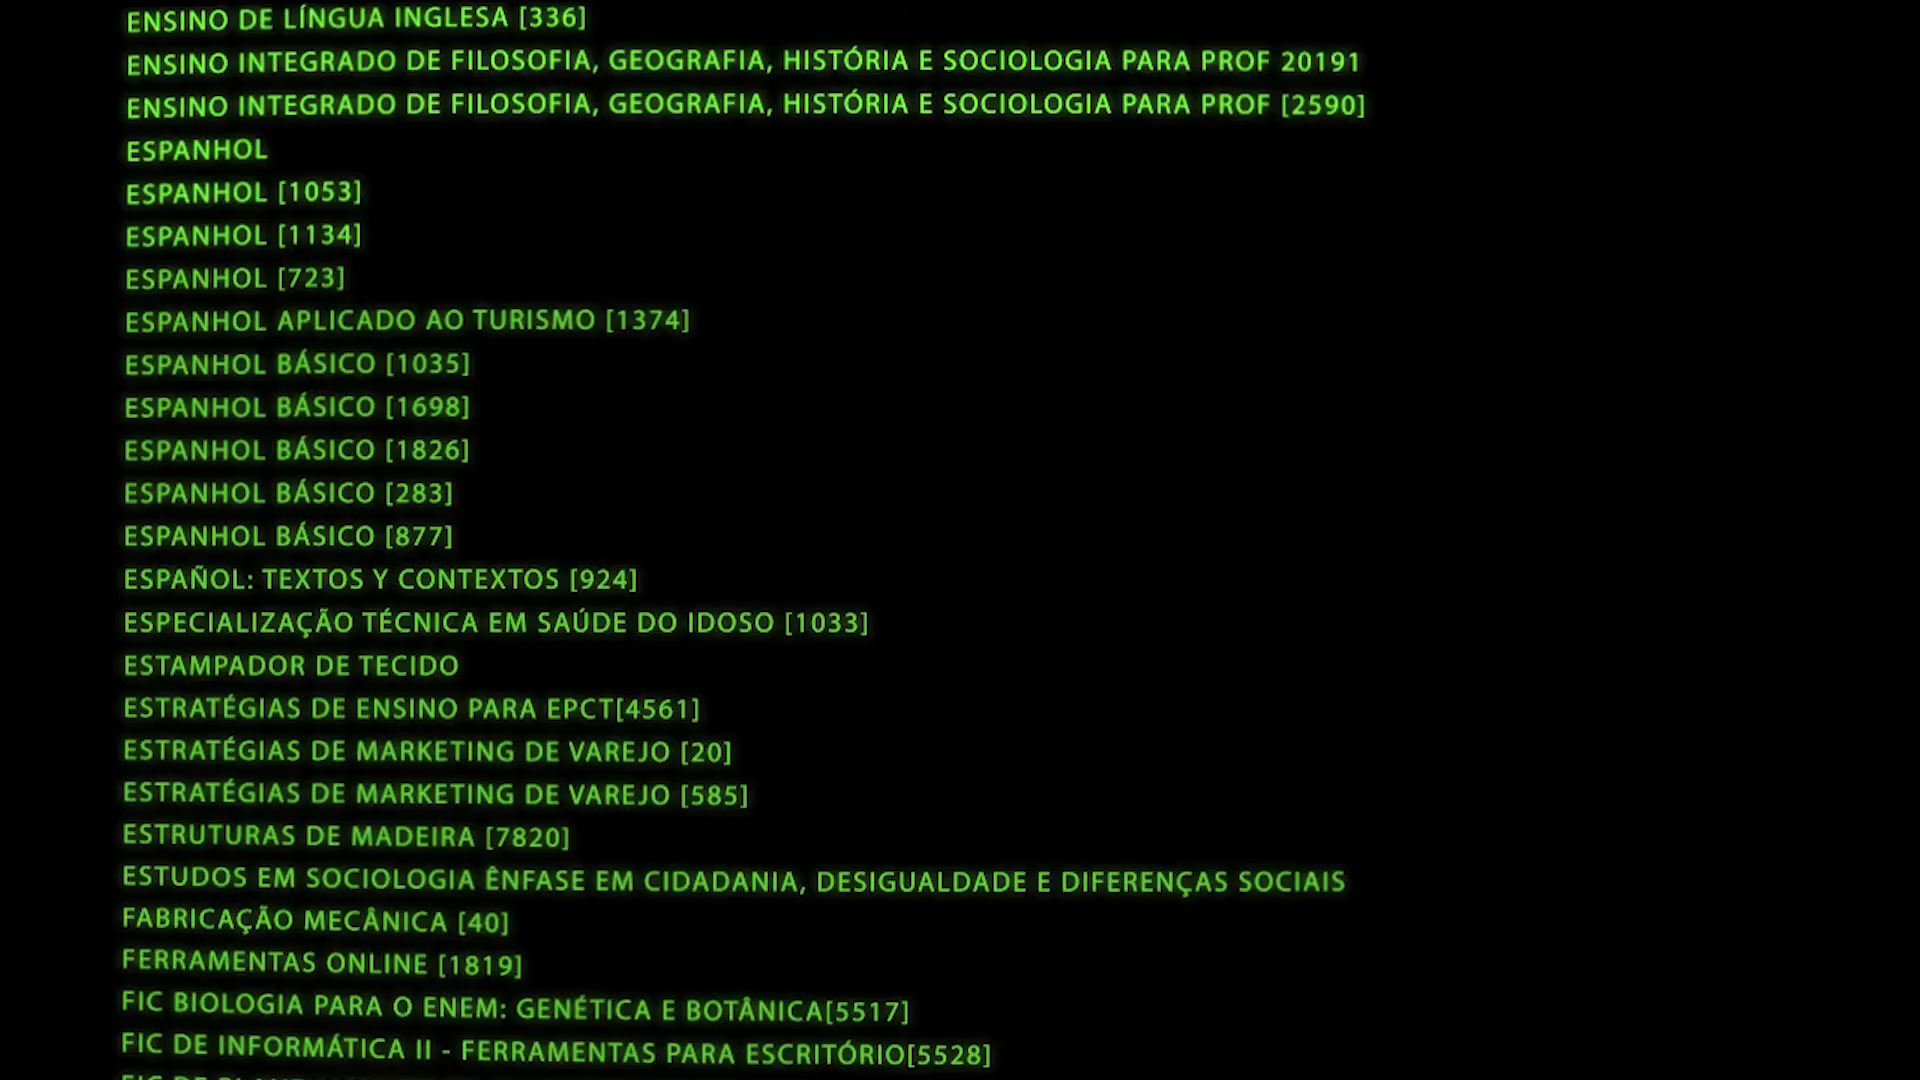 ENSINO DE LÍNGUA INGLESA [336]
ENSINO INTEGRADO DE FILOSOFIA, GEOGRAFIA, HISTÓRIA E SOCIOLOGIA PARA PROF 20191
ENSINO INTEGRADO DE FILOSOFIA, GEOGRAFIA, HISTÓRIA E SOCIOLOGIA PARA PROF [2590]
ESPANHOL
ESPANHOL [1053]
ESPANHOL [1134]
ESPANHOL [723]
ESPANHOL APLICADO AO TURISMO [1374]
ESPANHOL BÁSICO [1035]
ESPANHOL BÁSICO [1698]
ESPANHOL BÁSICO [1826]
ESPANHOL BÁSICO [283]
ESPANHOL BÁSICO [877]
ESPAÑOL: TEXTOS Y CONTEXTOS [924]
ESPECIALIZAÇÃO TÉCNICA EM SAÚDE DO IDOSO [1033]
ESTAMPADOR DE TECIDO
ESTRATÉGIAS DE ENSINO PARA EPCT[4561]
ESTRATÉGIAS DE MARKETING DE VAREJO [20]
ESTRATÉGIAS DE MARKETING DE VAREJO [585]
ESTRUTURAS DE MADEIRA [7820]
ESTUDOS EM SOCIOLOGIA ÊNFASE EM CIDADANIA, DESIGUALDADE E DIFERENÇAS SOCIAIS
FABRICAÇÃO MECÂNICA [40]
FERRAMENTAS ONLINE [1819]
FIC BIOLOGIA PARA O ENEM: GENÉTICA E BOTÂNICA[5517]
FIC DE INFORMÁTICA II - FERRAMENTAS PARA ESCRITÓRIO[5528]